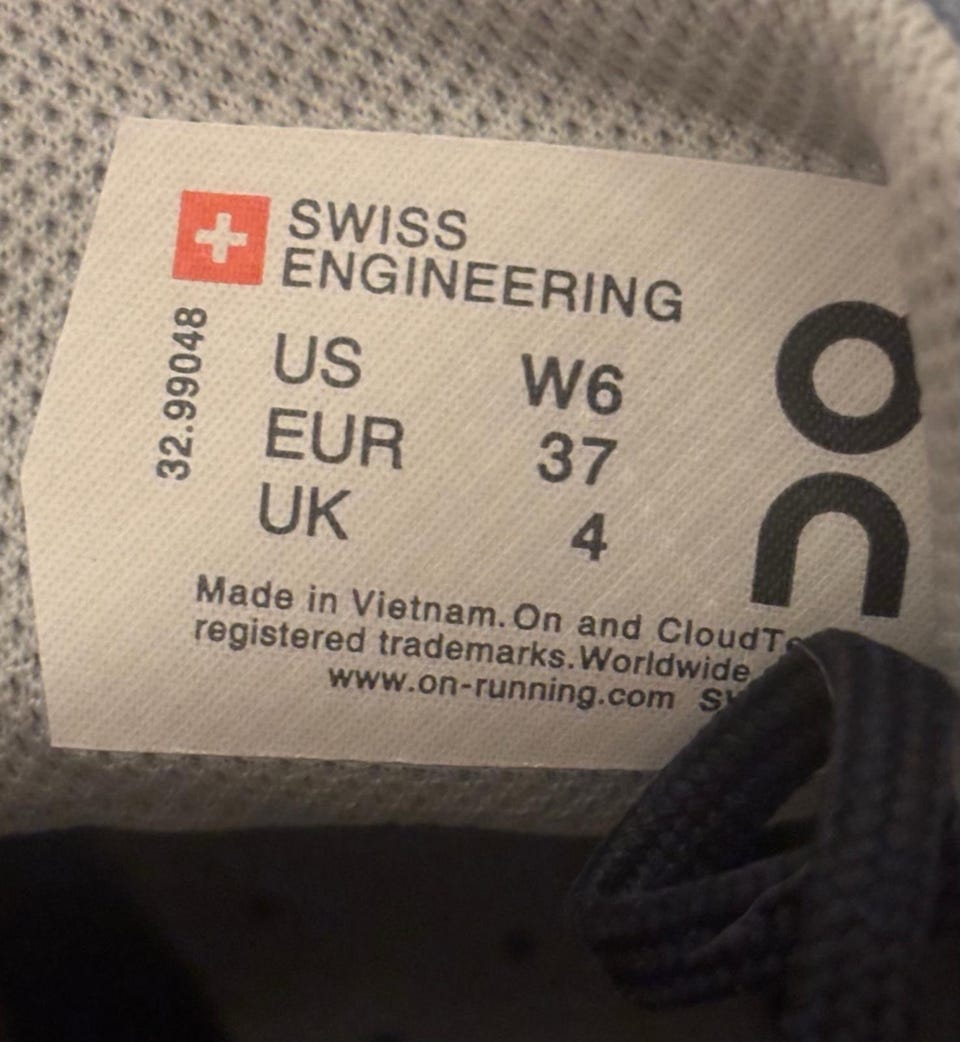 SWISS
ENGINEERING
32.99048
US W6
EUR 37
UK 4
Made in Vietnam. On and
registered trademarks. Worldwide
www.on-running.com
On